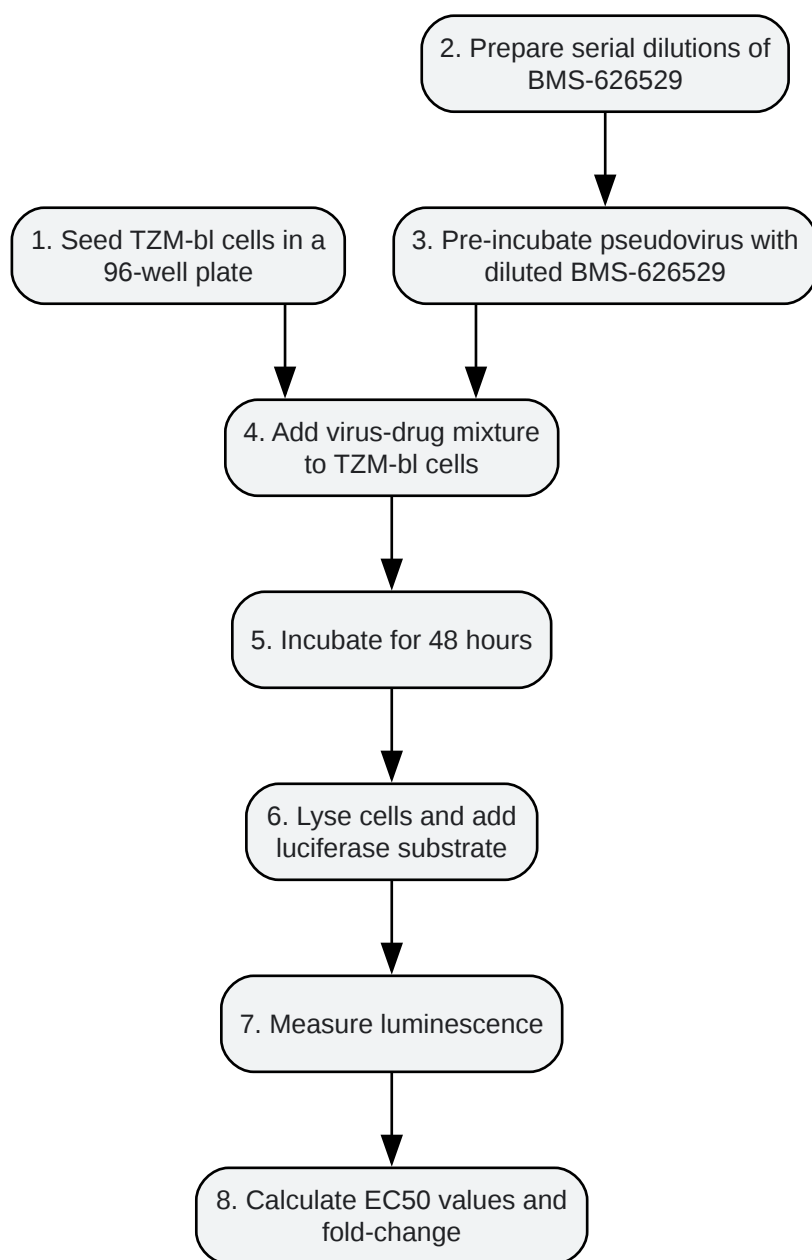 2. Prepare serial dilutions of
BMS-626529
1. Seed TZM-bl cells in a
96-well plate
3. Pre-incubate pseudovirus with
diluted BMS-626529
4. Add virus-drug mixture
to TZM-bl cells
5. Incubate for 48 hours
6. Lyse cells and add
luciferase substrate
7. Measure luminescence
8. Calculate EC50 values and
fold-change